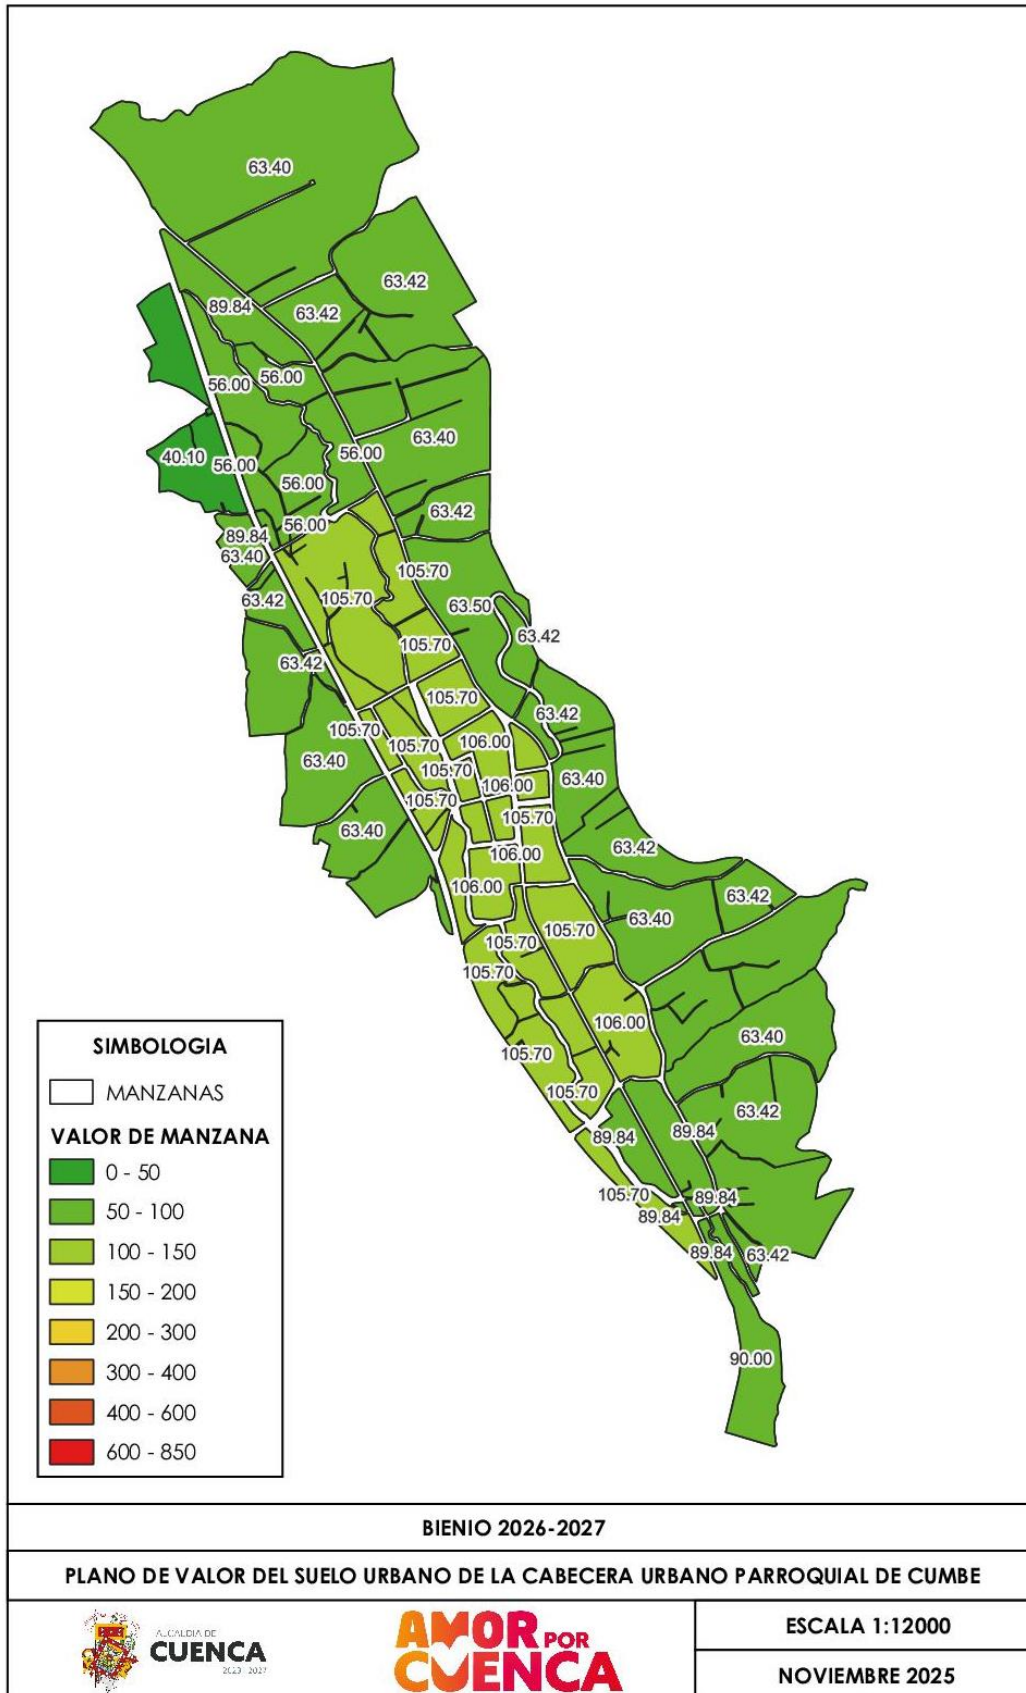 63.40
63.42
89.84
63.42
56.00
56.00
63.40
56.00
40.10
56.00
56.00
63.42
56.00
89.84
63.40
105.70
63.42
105.70
63.50
63.42
105.70
63.42
105.70
63.42
105.70
106.00
105.70
63.40
105.70
63.40
106.00
105.70
105.70
63.40
63.42
106.00
106.00
63.42
63.40
105.70
105.70
105.70
106.00
63.40
105.70
105.70
63.42
89.84
89.84
105.70
89.84
89.84
89.84
63.42
90.00
SIMBOLOGIA
MANZANAS
VALOR DE MANZANA
0 - 50
50 - 100
100 - 150
150 - 200
200 - 300
300 - 400
400 - 600
600 - 850
BIENIO 2026-2027
PLANO DE VALOR DEL SUELO URBANO DE LA CABECERA URBANO PARROQUIAL DE CUMBE
ALCALDIA DE
CUENCA
2023 - 2027
AMOR POR
CUENCA
ESCALA 1:12000
NOVIEMBRE 2025